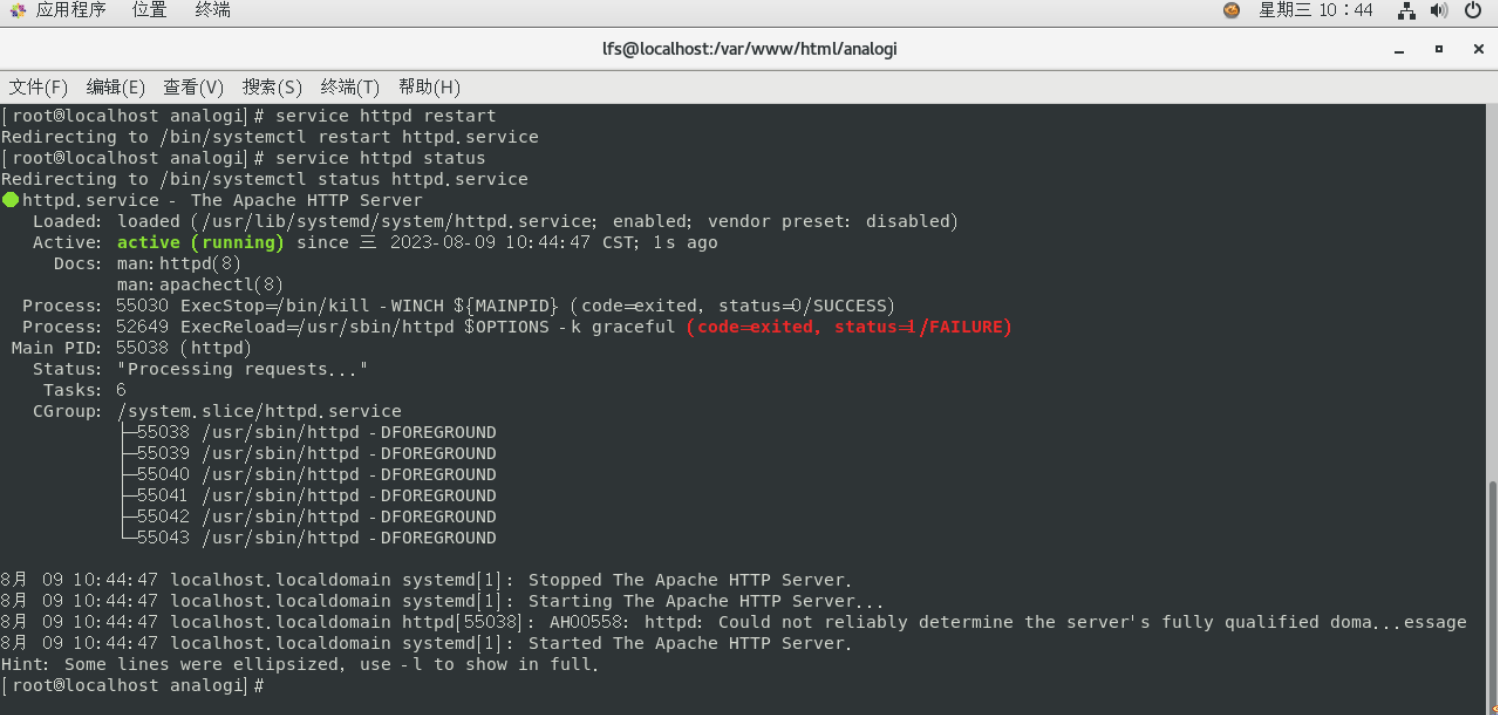 应用程序 位置 终端 星期三 10：44
lfs@localhost:/var/www/html/analogi
文件(F) 编辑(E) 查看(V) 搜索(S) 终端(T) 帮助(H)
[root@localhost analogi]# service httpd restart
Redirecting to /bin/systemctl restart httpd.service
[root@localhost analogi]# service httpd status
Redirecting to /bin/systemctl status httpd.service
● httpd.service - The Apache HTTP Server
Loaded: loaded (/usr/lib/systemd/system/httpd.service; enabled; vendor preset: disabled)
Active: active (running) since 三 2023-08-09 10:44:47 CST; 1s ago
Docs: man:httpd(8)
man:apachectl(8)
Process: 55030 ExecStop=/bin/kill -WINCH ${MAINPID} (code=exited, status=0/SUCCESS)
Process: 52649 ExecReload=/usr/sbin/httpd $OPTIONS -k graceful (code=exited, status=1/FAILURE)
Main PID: 55038 (httpd)
Status: "Processing requests..."
Tasks: 6
CGroup: /system.slice/httpd.service
├─55038 /usr/sbin/httpd -DFOREGROUND
├─55039 /usr/sbin/httpd -DFOREGROUND
├─55040 /usr/sbin/httpd -DFOREGROUND
├─55041 /usr/sbin/httpd -DFOREGROUND
├─55042 /usr/sbin/httpd -DFOREGROUND
└─55043 /usr/sbin/httpd -DFOREGROUND
8月 09 10:44:47 localhost.localdomain systemd[1]: Stopped The Apache HTTP Server.
8月 09 10:44:47 localhost.localdomain systemd[1]: Starting The Apache HTTP Server...
8月 09 10:44:47 localhost.localdomain httpd[55038]: AH00558: httpd: Could not reliably determine the server's fully qualified doma...essage
8月 09 10:44:47 localhost.localdomain systemd[1]: Started The Apache HTTP Server.
Hint: Some lines were ellipsized, use -l to show in full.
[root@localhost analogi]#